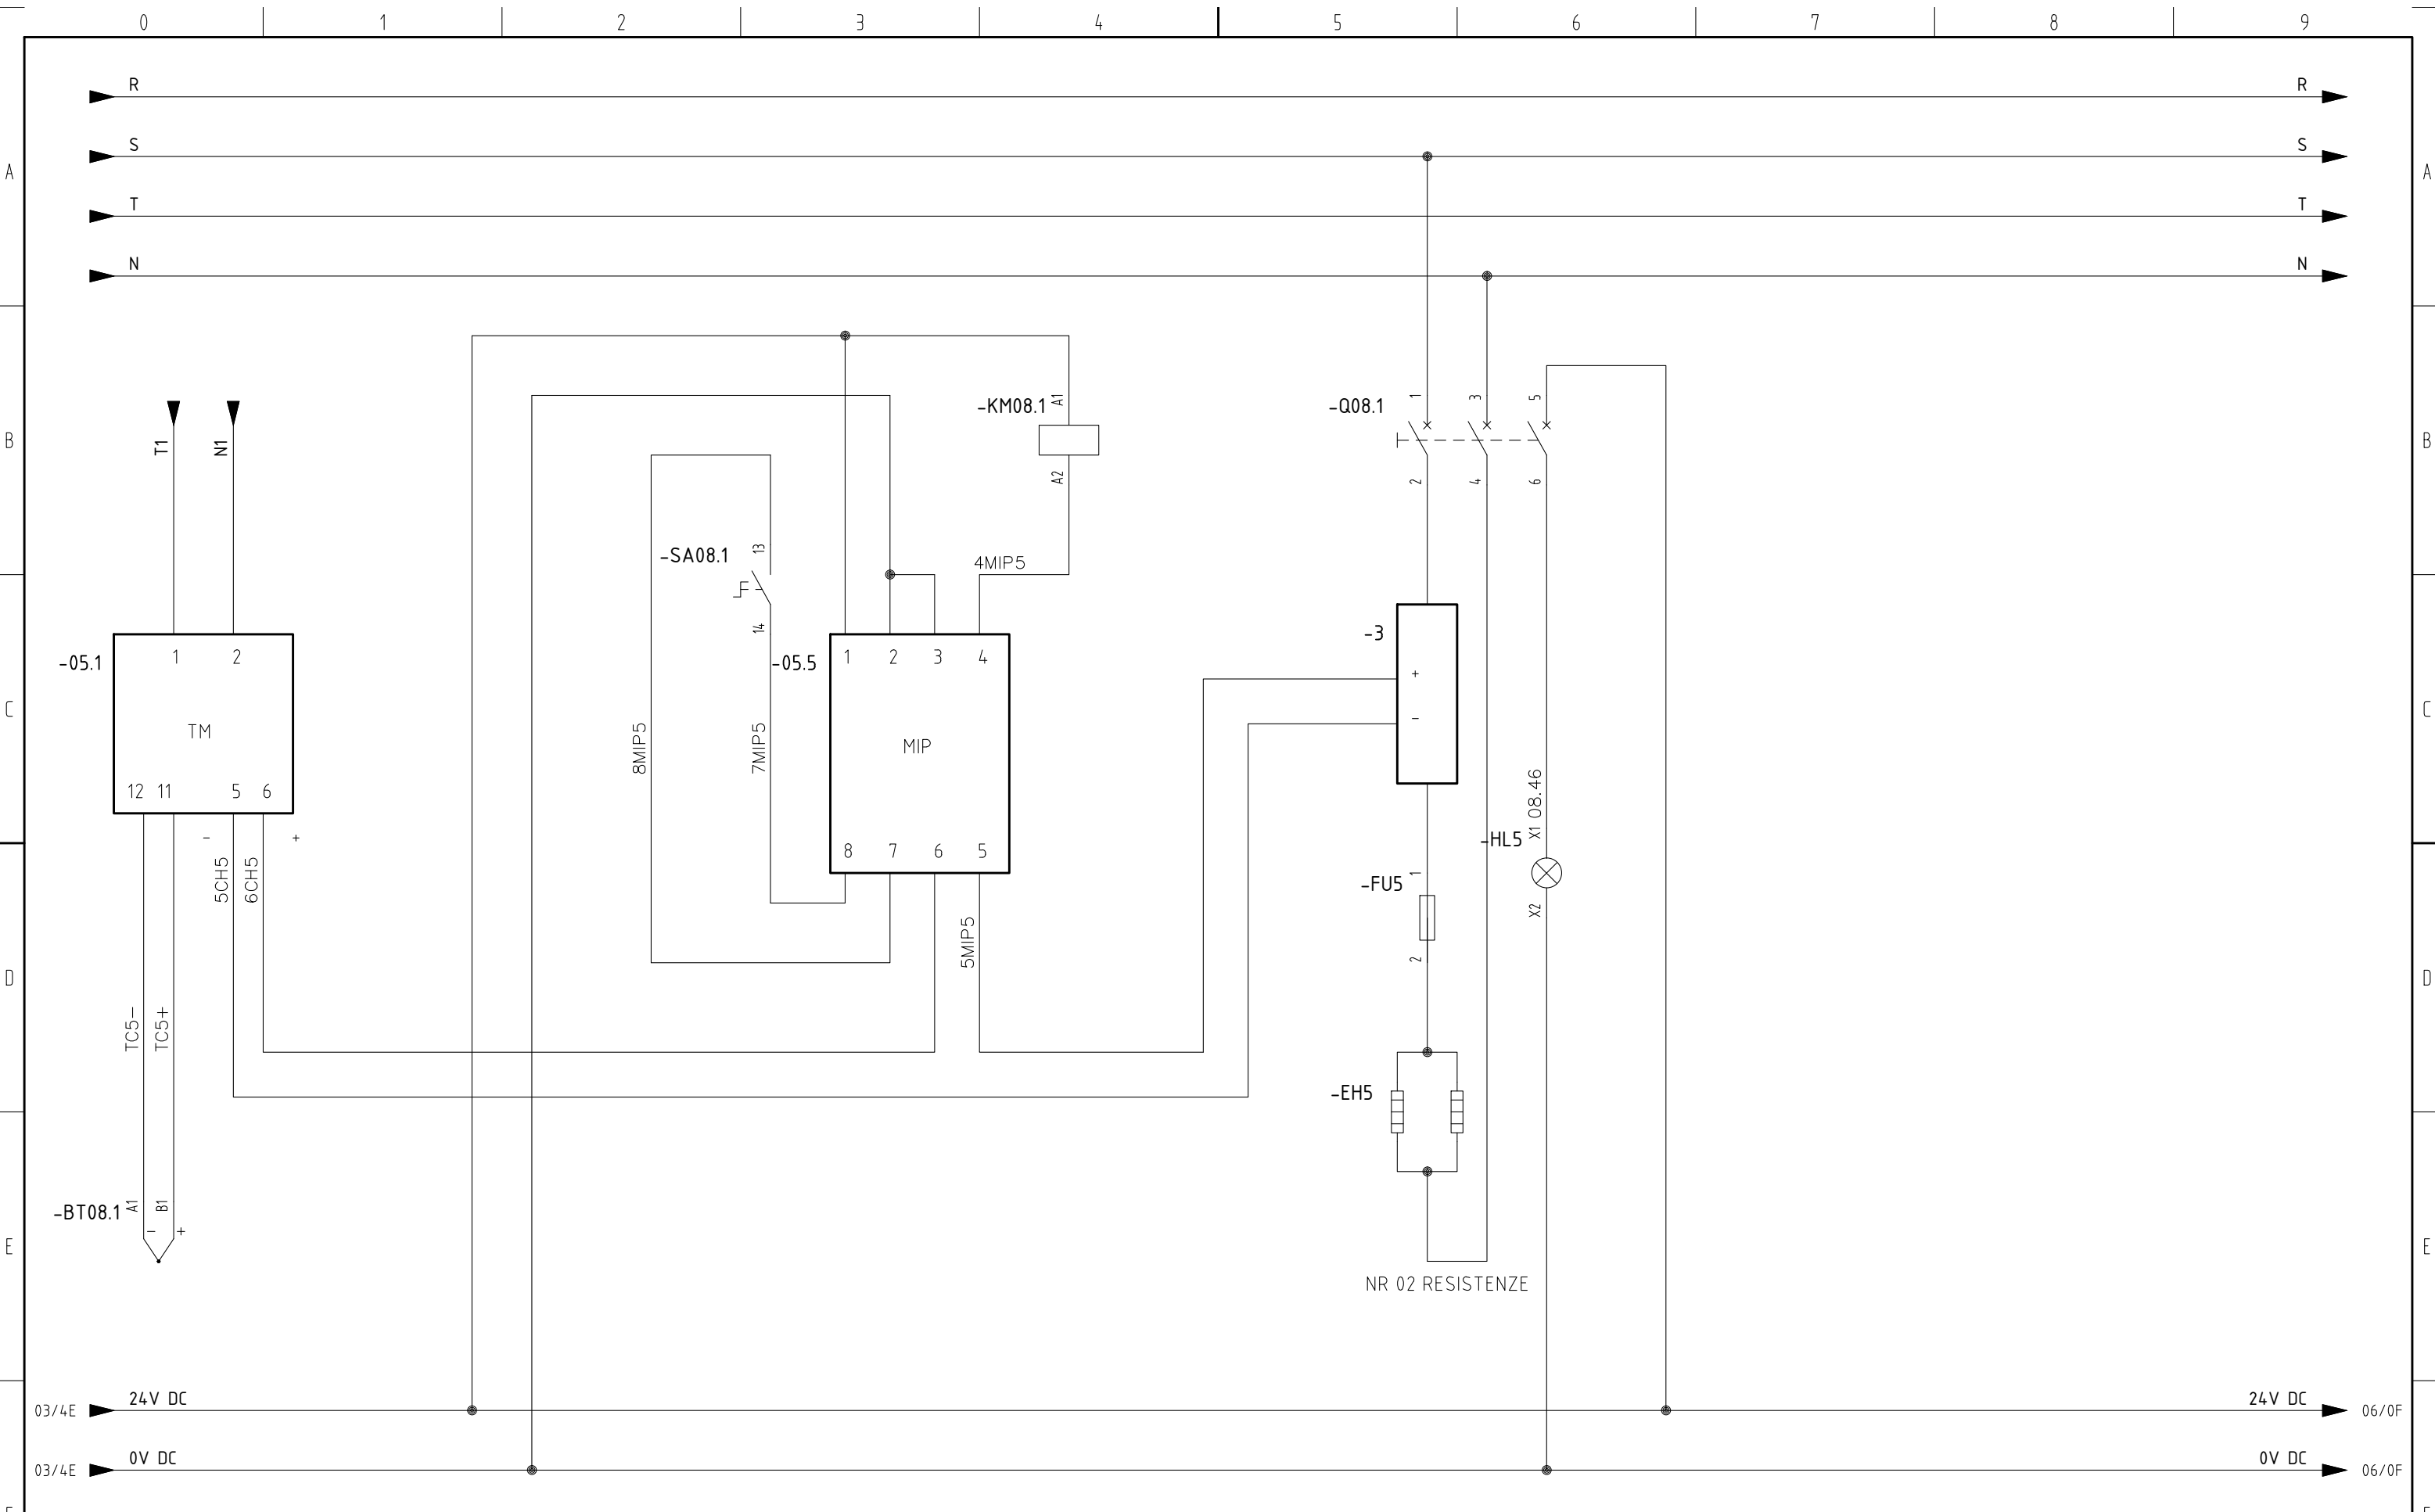 0 1 2 3 4 5 6 7 8 9
R R
S S
A A
T T
N N
-KM08.1 A1
-Q08.1 1 3 5
B T1 N1 B
A2 2 4 6
-SA08.1 13
4MIP5
14
-05.1 1 2 -05.5 1 2 3 4 -3
+
C C
TM 8MIP5 7MIP5 MIP -
12 11 5 6
- + X1 08.46
-HL5
8 7 6 5
5CH5 6CH5 -FU5 1
X2
5MIP5 2
D D
TC5- TC5+
-EH5
-BT08.1 A1 B1
- +
E E
NR 02 RESISTENZE
24V DC 24V DC
03/4E 06/0F
0V DC 0V DC
03/4E 06/0F